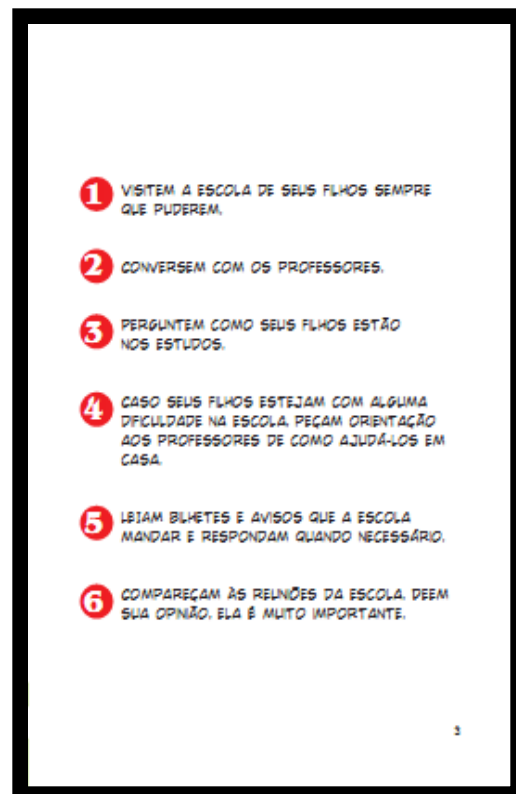 1 VISITEM A ESCOLA DE SEUS FILHOS SEMPRE
QUE PUDEREM.
2 CONVERSEM COM OS PROFESSORES.
3 PERGUNTEM COMO SEUS FILHOS ESTÃO
NOS ESTUDOS.
4 CASO SEUS FILHOS ESTEJAM COM ALGUMA
DIFICULDADE NA ESCOLA, PEÇAM ORIENTAÇÃO
AOS PROFESSORES DE COMO AJUDÁ-LOS EM
CASA.
5 LEIAM BILHETES E AVISOS QUE A ESCOLA
MANDAR E RESPONDAM QUANDO NECESSÁRIO.
6 COMPAREÇAM ÀS REUNIÕES DA ESCOLA. DEEM
SUA OPINIÃO. ELA É MUITO IMPORTANTE.
3